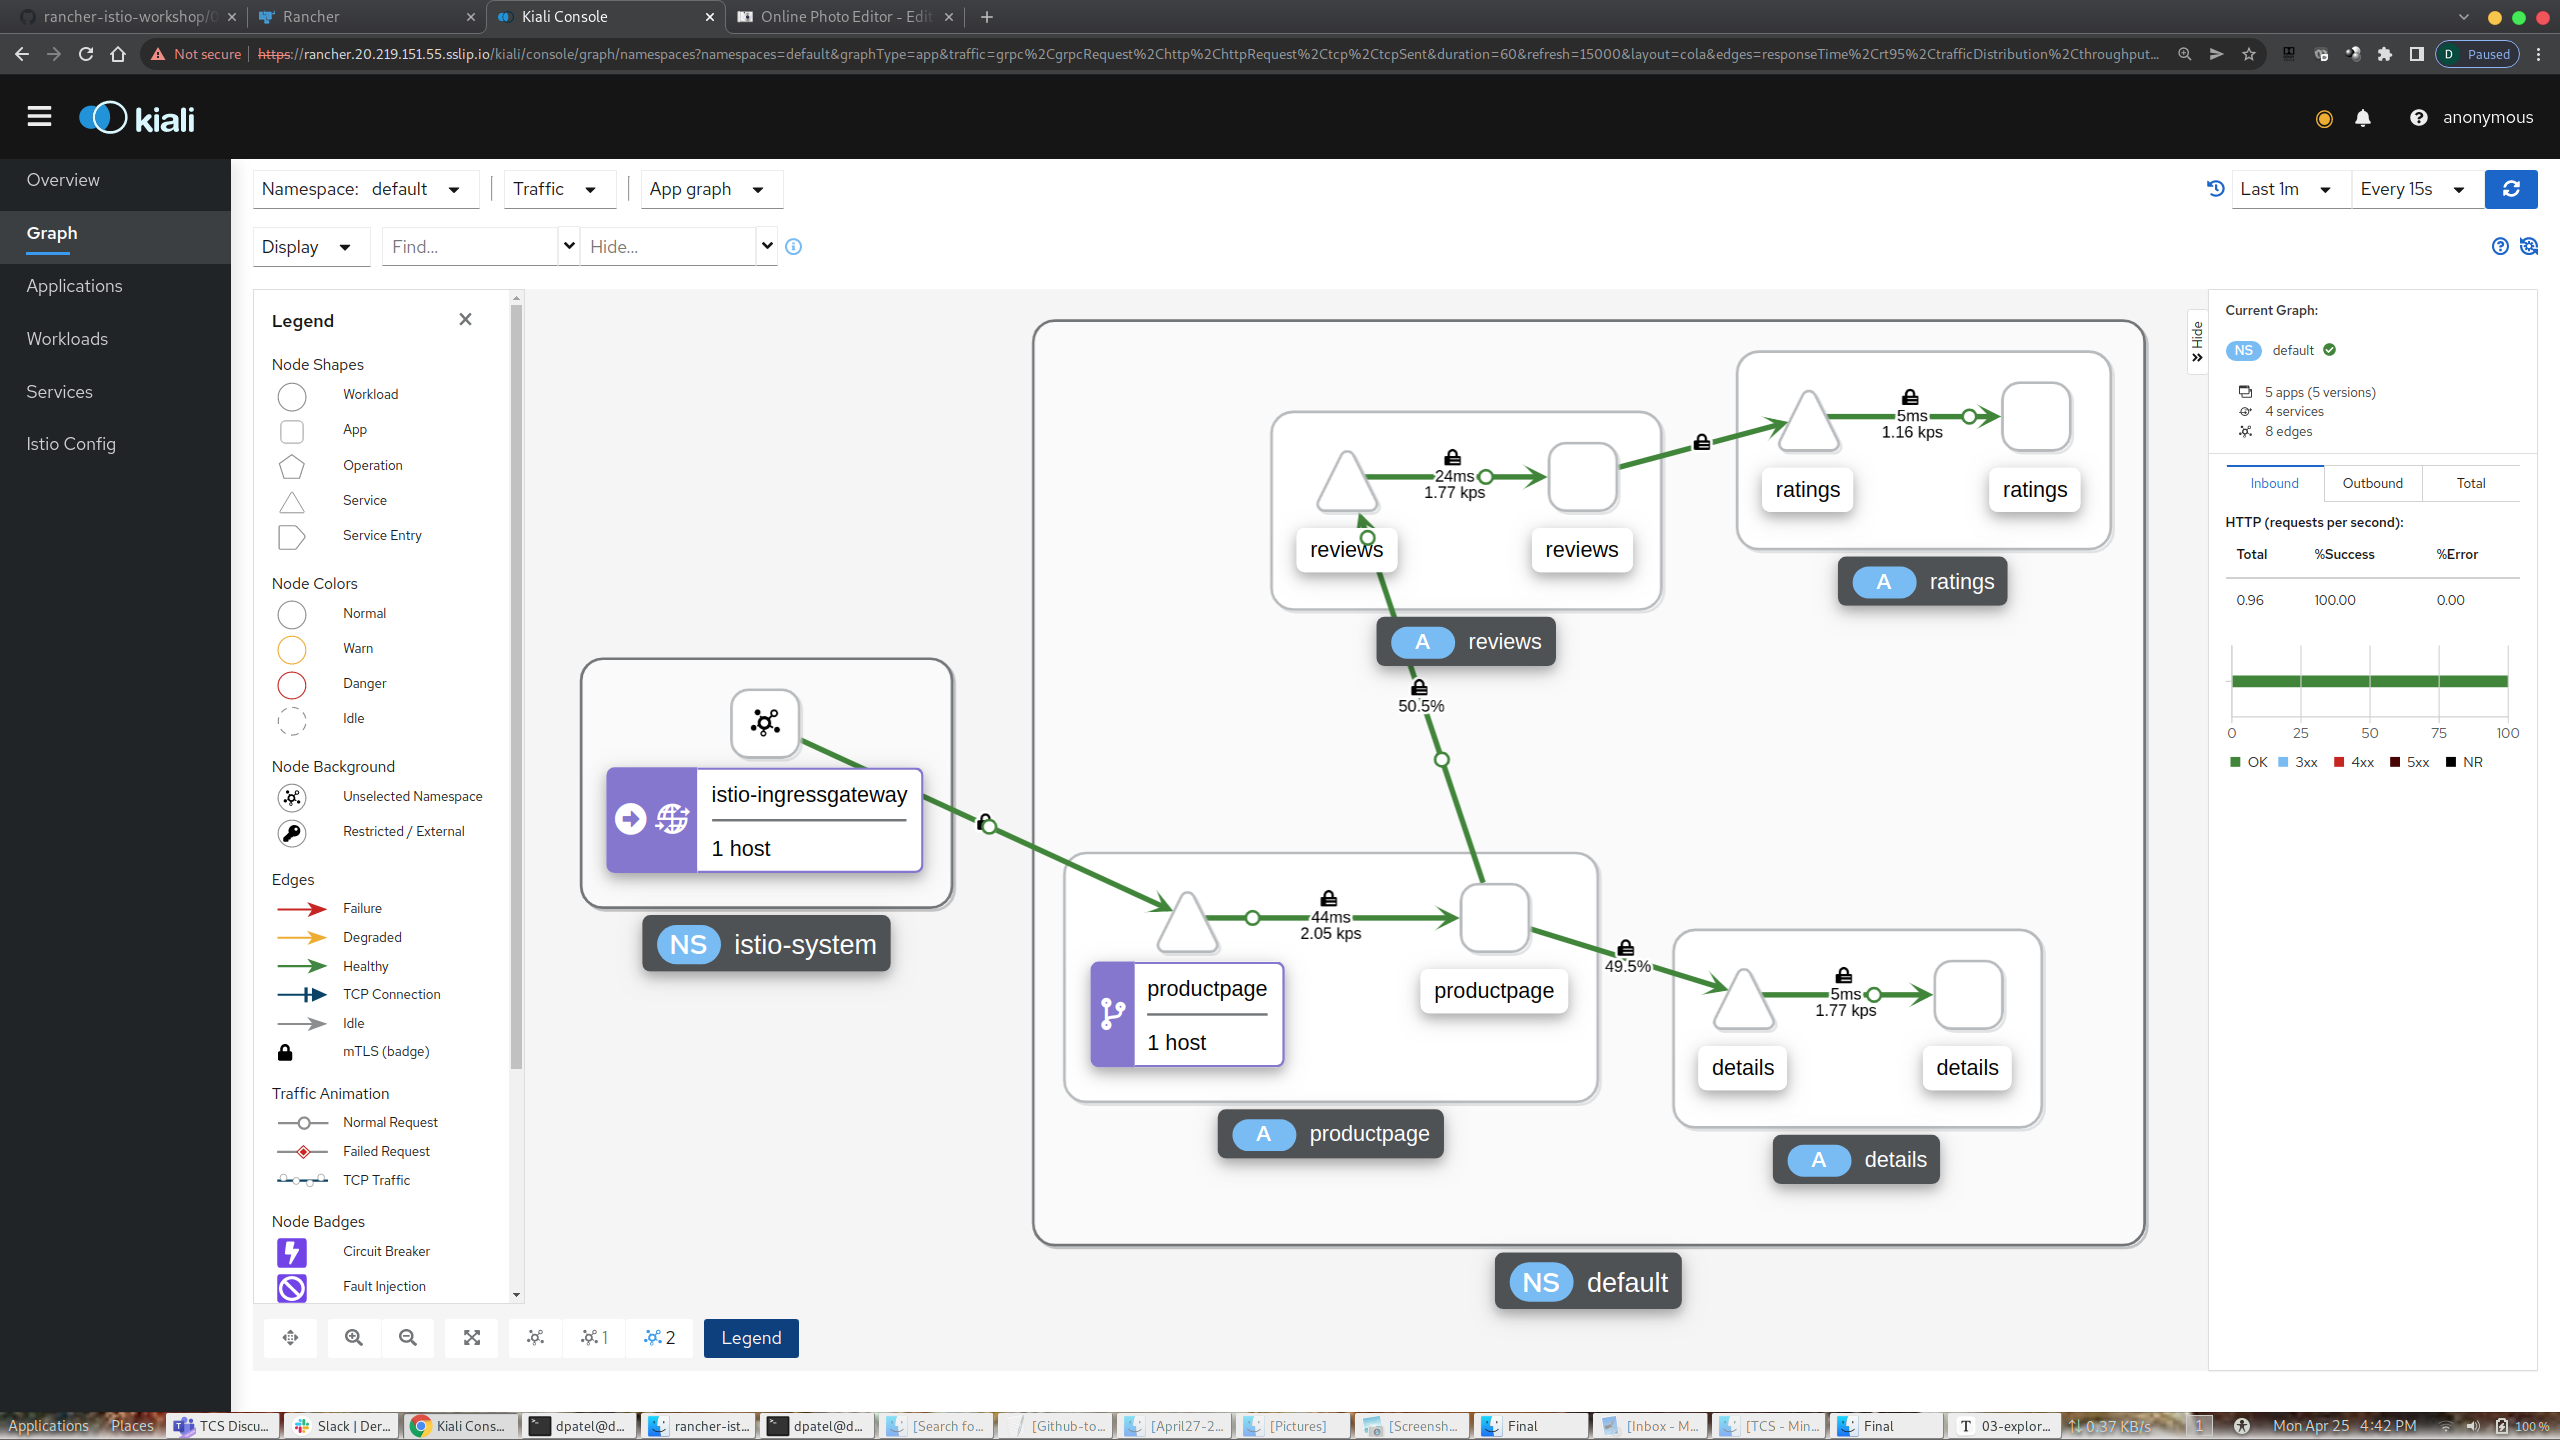 rancher-istio-workshop/0
Rancher
Kiali Console
Online Photo Editor - Edit
Not secure
https://rancher.20.219.151.55.sslip.io/kiali/console/graph/namespaces?namespaces=default&graphType=app&traffic=grpc%2CgrpcRequest%2Chttp%2ChttpRequest%2Ctcp%2CtcpSent&duration=60&refresh=15000&layout=cola&edges=responseTime%2Crt95%2CtrafficDistribution%2Cthroughput...
D Paused
kiali
anonymous
Overview
Graph
Applications
Workloads
Services
Istio Config
Namespace: default
Traffic
App graph
Last 1m
Every 15s
Display
Find...
Hide...
Legend
Node Shapes
Workload
App
Operation
Service
Service Entry
Node Colors
Normal
Warn
Danger
Idle
Node Background
Unselected Namespace
Restricted / External
Edges
Failure
Degraded
Healthy
TCP Connection
Idle
mTLS (badge)
Traffic Animation
Normal Request
Failed Request
TCP Traffic
Node Badges
Circuit Breaker
Fault Injection
1
2
Legend
istio-ingressgateway
1 host
NS istio-system
24ms
1.77 kps
reviews
reviews
A reviews
5ms
1.16 kps
ratings
ratings
A ratings
50.5%
44ms
2.05 kps
productpage
1 host
productpage
A productpage
49.5%
5ms
1.77 kps
details
details
A details
NS default
Hide
Current Graph:
NS default
5 apps (5 versions)
4 services
8 edges
Inbound
Outbound
Total
HTTP (requests per second):
Total %Success %Error
0.96 100.00 0.00
0 25 50 75 100
OK 3xx 4xx 5xx NR
Applications
Places
TCS Discu...
Slack | Der...
Kiali Cons...
dpatel@d...
rancher-ist...
dpatel@d...
[Search fo...
[Github-to...
[April27-2...
[Pictures]
[Screensh...
Final
[Inbox - M...
[TCS - Min...
Final
T 03-explor...
0.37 KB/s
1
Mon Apr 25 4:42 PM
100 %